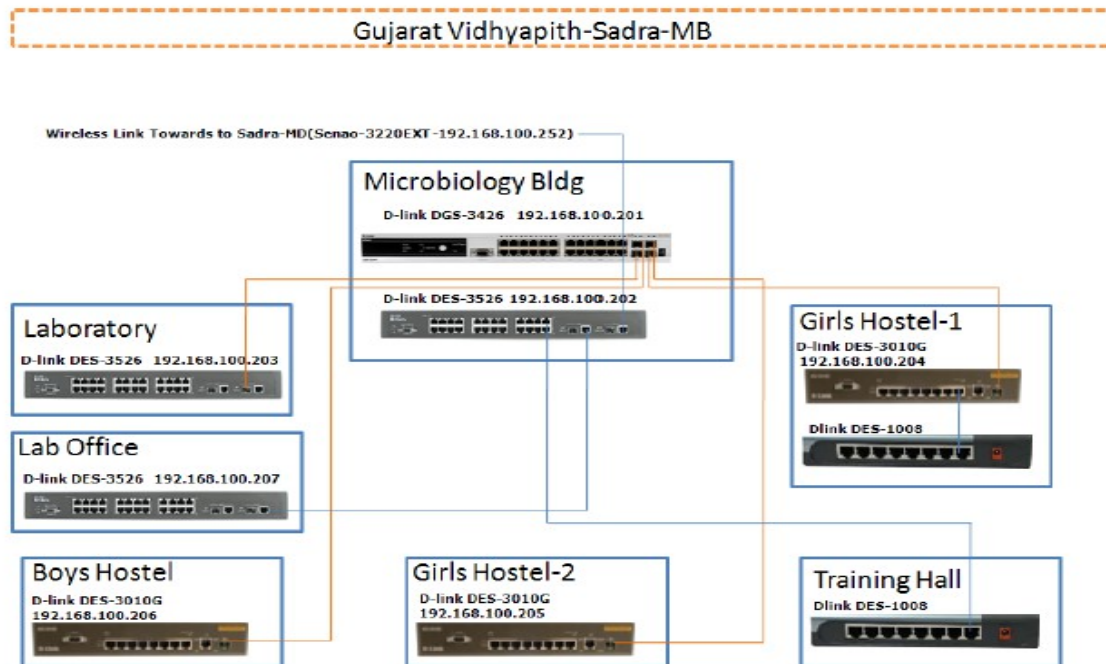 Gujarat Vidhyapith-Sadra-MB
Wireless Link Towards to Sadra-MD(Senao-3220EXT-192.168.100.252)
Microbiology Bldg
D-link DGS-3426 192.168.100.201
D-link DES-3526 192.168.100.202
Laboratory
D-link DES-3526 192.168.100.203
Girls Hostel-1
D-link DES-3010G
192.168.100.204
Dlink DES-1008
Lab Office
D-link DES-3526 192.168.100.207
Boys Hostel
D-link DES-3010G
192.168.100.206
Girls Hostel-2
D-link DES-3010G
192.168.100.205
Training Hall
Dlink DES-1008